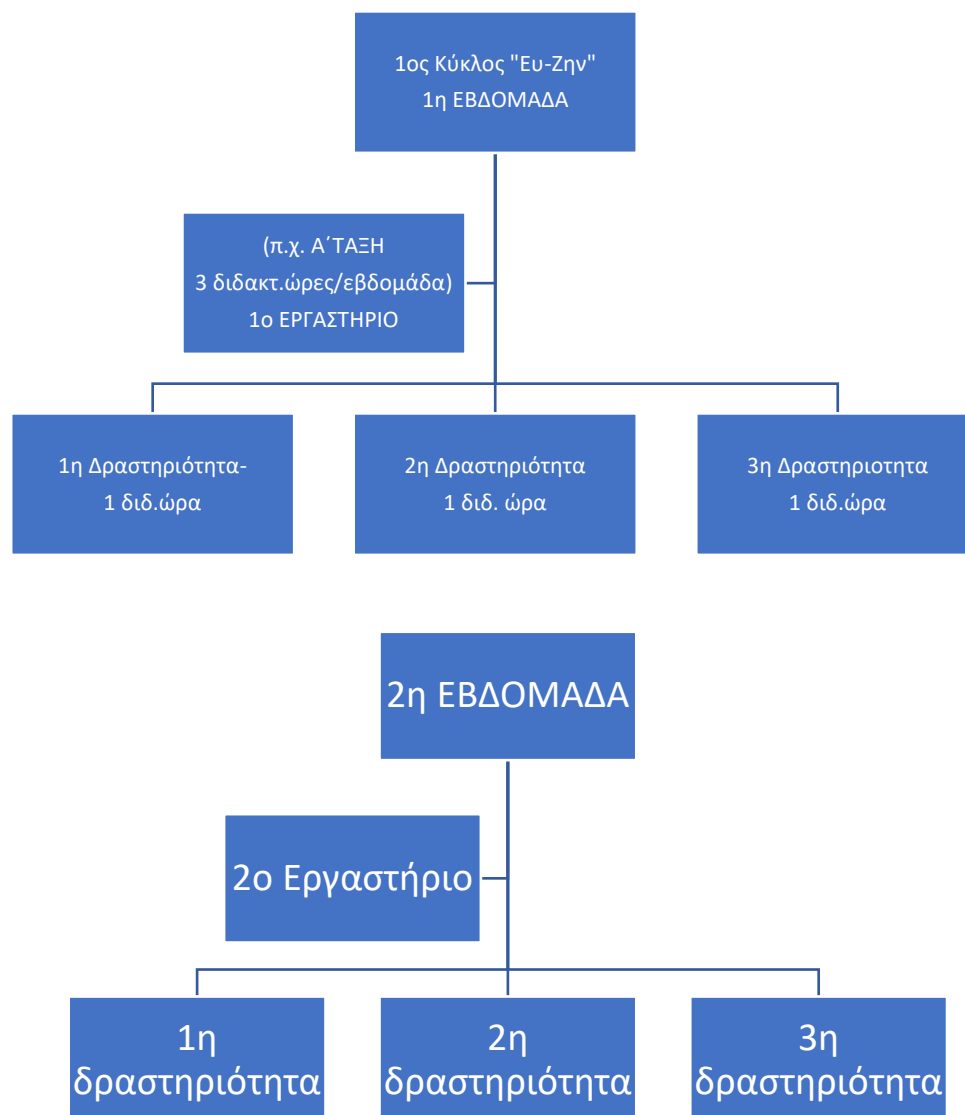 1ος Κύκλος "Ευ-Ζην"
1η ΕΒΔΟΜΑΔΑ
(π.χ. Α΄ΤΑΞΗ
3 διδακτ.ώρες/εβδομάδα)
1ο ΕΡΓΑΣΤΗΡΙΟ
1η Δραστηριότητα-
1 διδ.ώρα
2η Δραστηριότητα
1 διδ. ώρα
3η Δραστηριοτητα
1 διδ.ώρα
2η ΕΒΔΟΜΑΔΑ
2ο Εργαστήριο
1η
δραστηριότητα
2η
δραστηριότητα
3η
δραστηριότητα